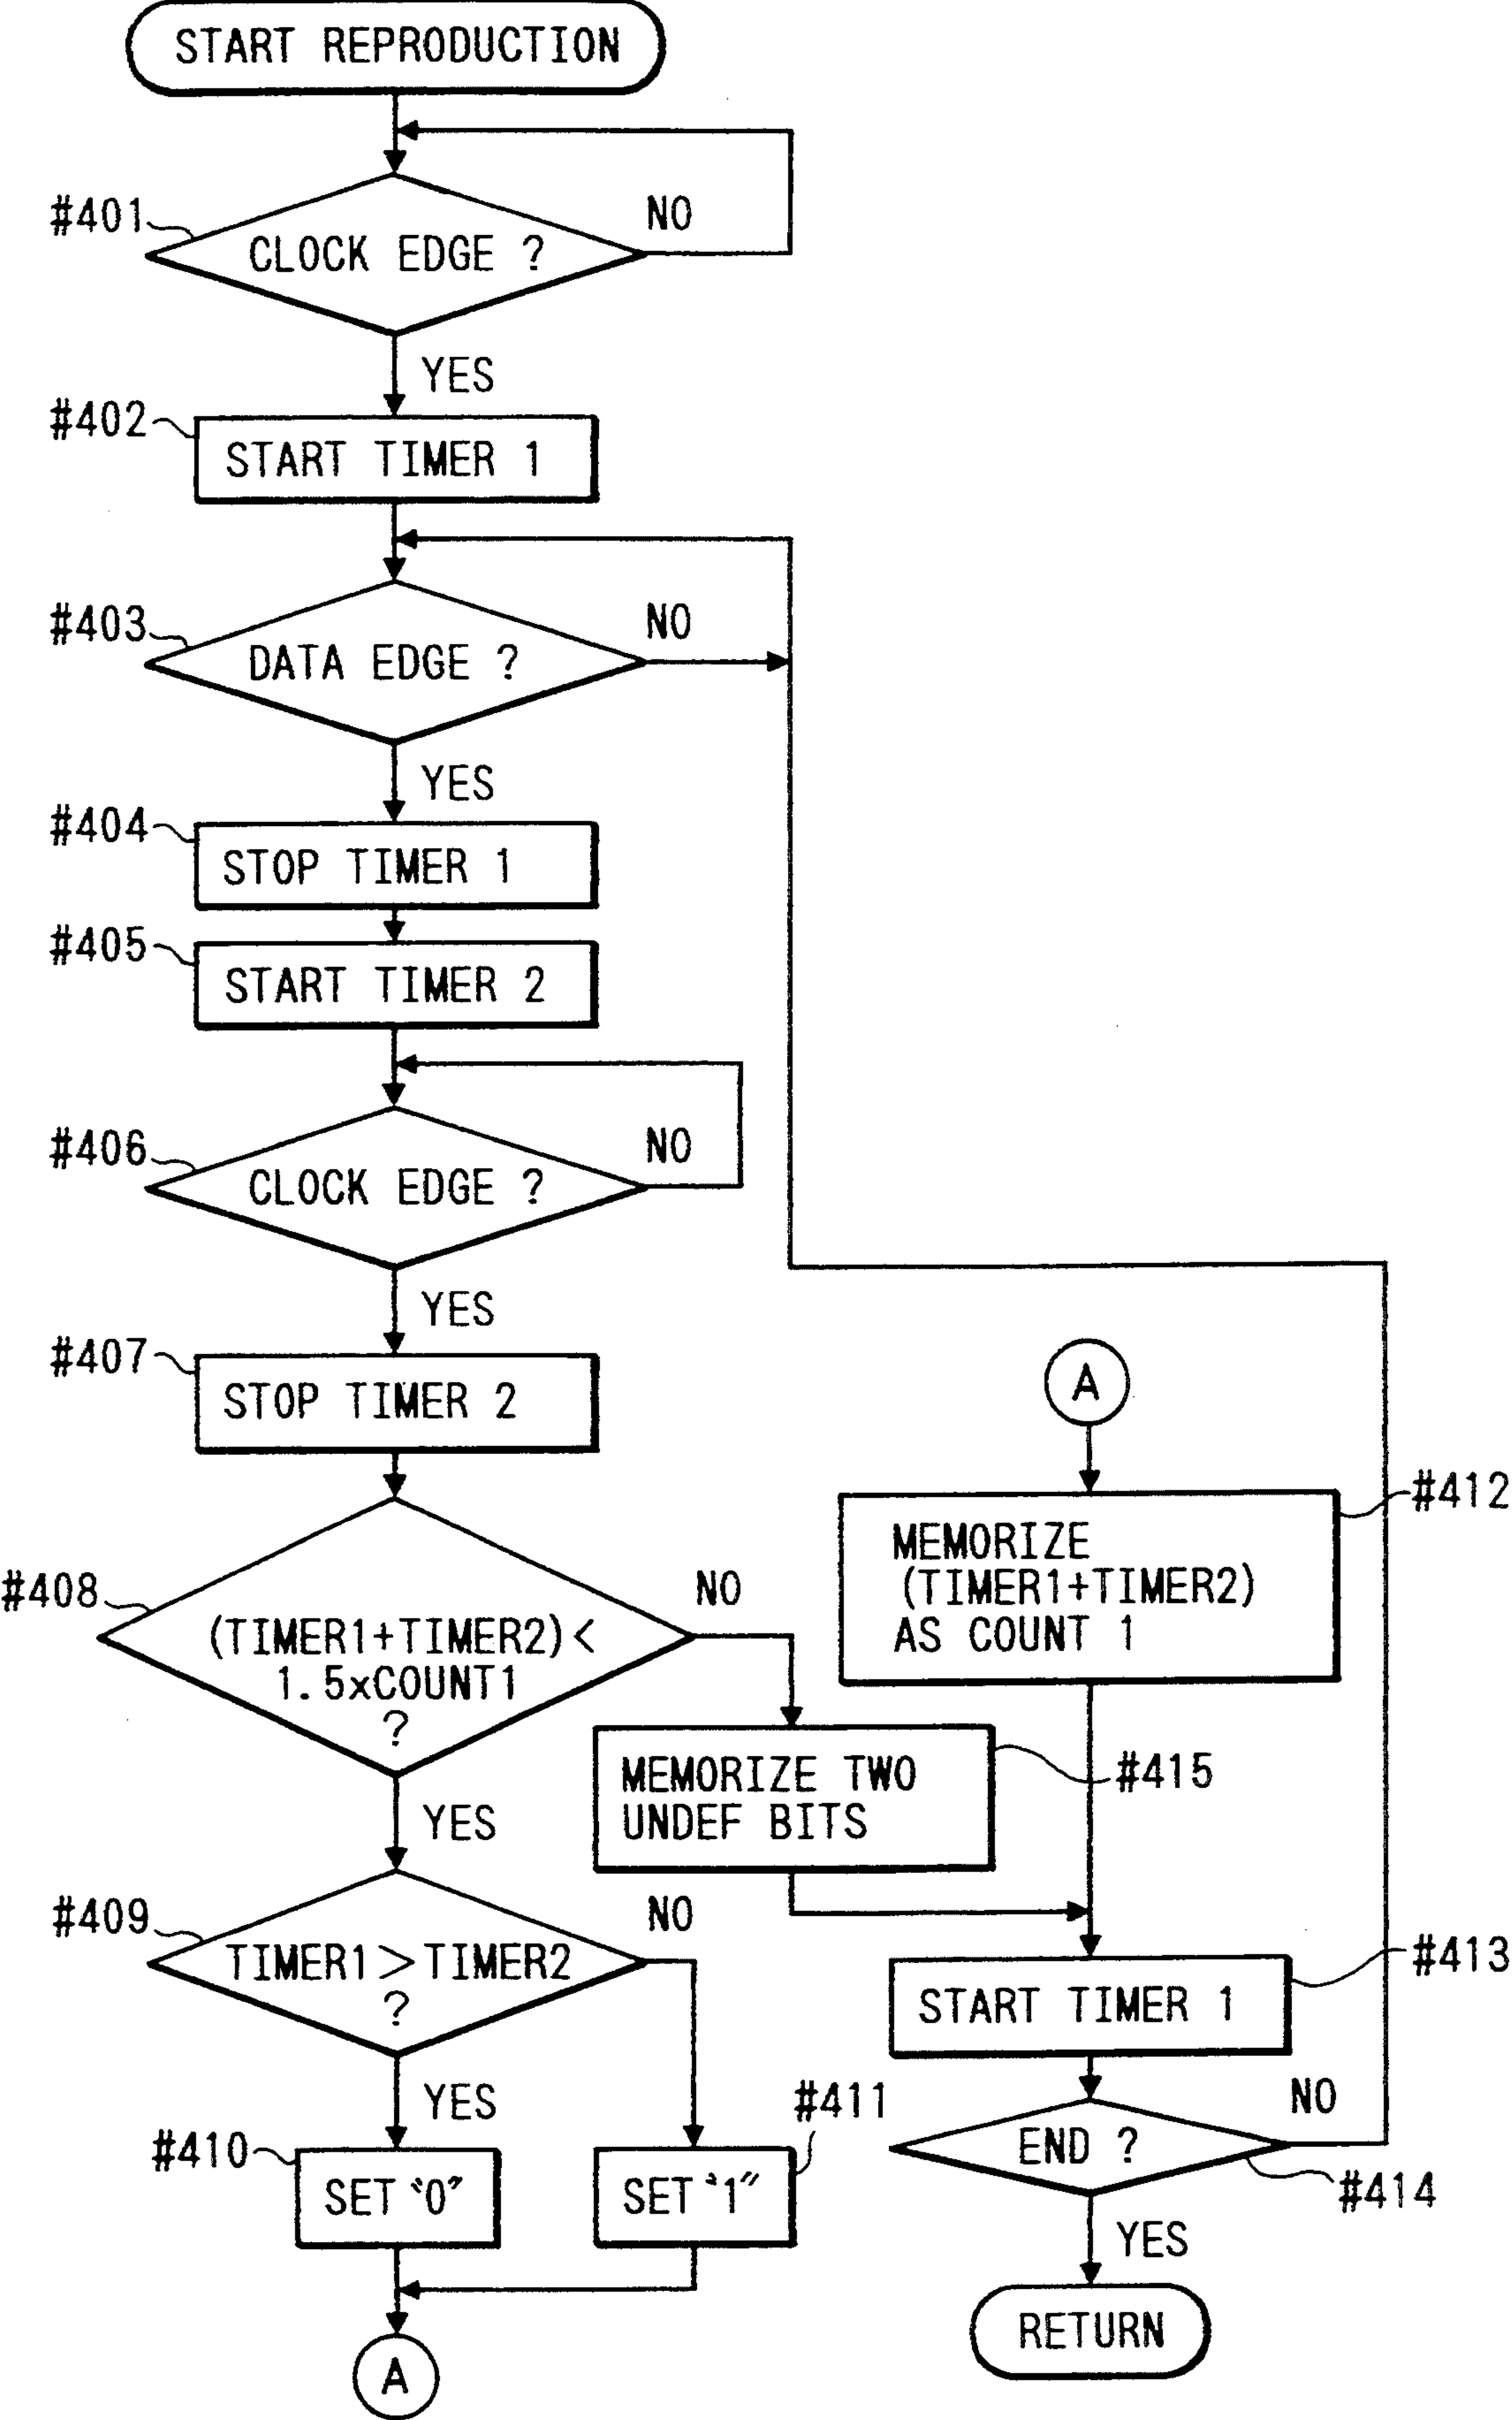 START REPRODUCTION
#401
CLOCK EDGE ?
NO
YES
#402
START TIMER 1
#403
DATA EDGE ?
NO
YES
#404
STOP TIMER 1
#405
START TIMER 2
#406
CLOCK EDGE ?
NO
YES
#407
STOP TIMER 2
#408
(TIMER1+TIMER2)<
1.5xCOUNT1
?
NO
YES
#415
MEMORIZE TWO
UNDEF BITS
#409
TIMER1>TIMER2
?
NO
YES
#410
SET "0"
#411
SET "1"
A
A
#412
MEMORIZE
(TIMER1+TIMER2)
AS COUNT 1
#413
START TIMER 1
END ?
NO
#414
YES
RETURN